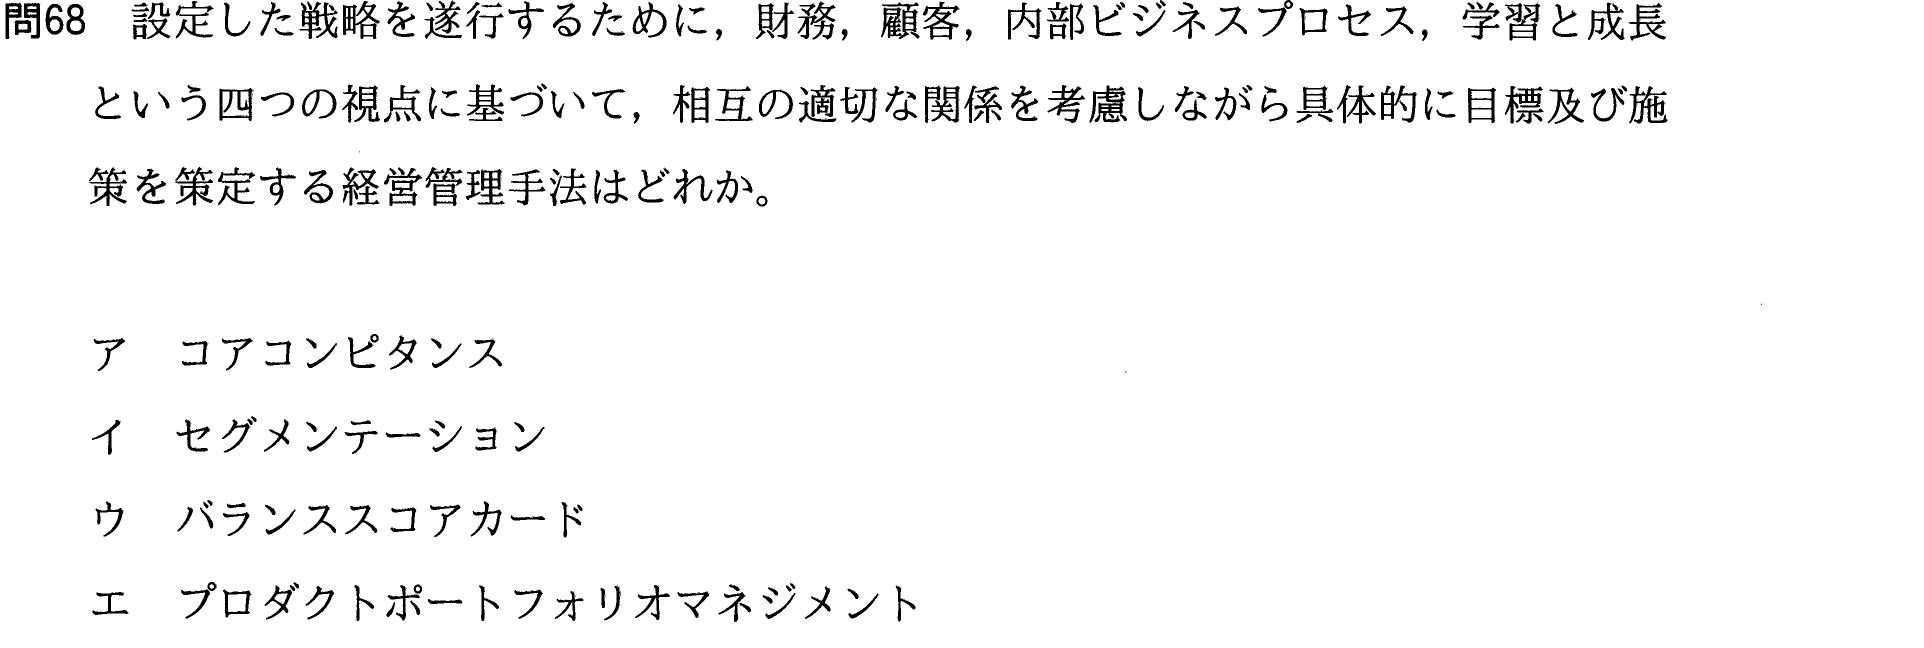 問68 設定した戦略を遂行するために，財務，顧客，内部ビジネスプロセス，学習と成長
という四つの視点に基づいて，相互の適切な関係を考慮しながら具体的に目標及び施
策を策定する経営管理手法はどれか。
ア コアコンピタンス
イ セグメンテーション
ウ バランススコアカード
エ プロダクトポートフォリオマネジメント